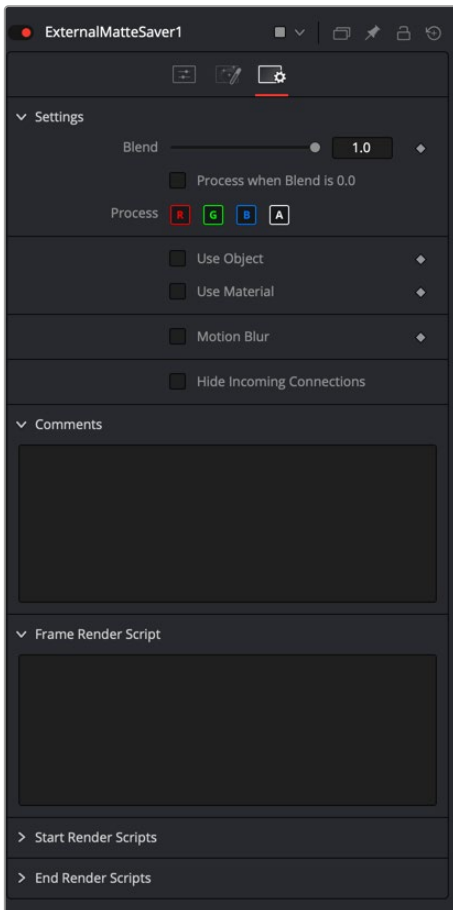 ExternalMatteSaver1
Settings
Blend 1.0
Process when Blend is 0.0
Process R G B A
Use Object
Use Material
Motion Blur
Hide Incoming Connections
Comments
Frame Render Script
Start Render Scripts
End Render Scripts